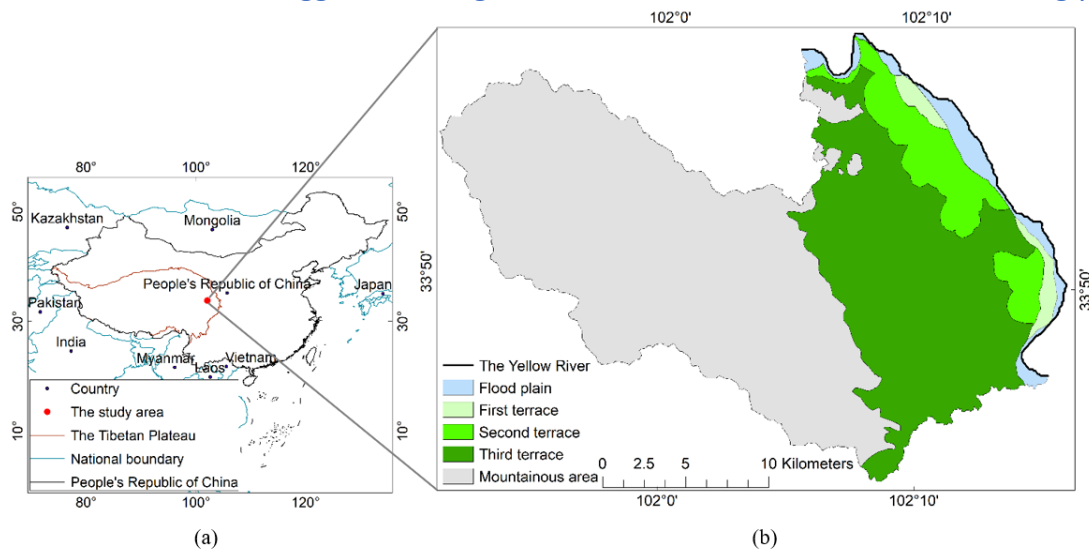 102°0'
102°10'
80°
100°
120°
50°
50°
Kazakhstan
Mongolia
People's Republic of China
Japan
Pakistan
33°50'
33°50'
30°
30°
India
Myanmar
Laos
Vietnam
Country
The study area
The Tibetan Plateau
National boundary
People's Republic of China
10°
10°
80°
100°
120°
The Yellow River
Flood plain
First terrace
Second terrace
Third terrace
Mountainous area
0 2.5 5 10 Kilometers
102°0'
102°10'
(a)
(b)